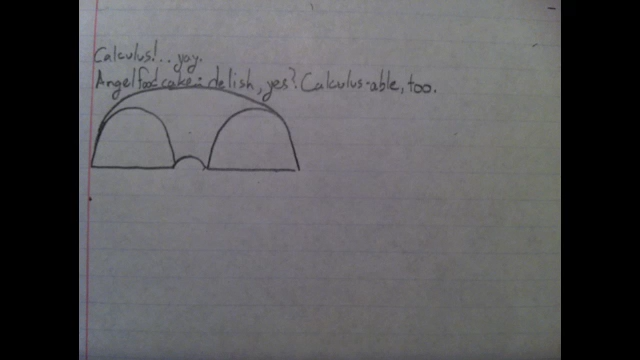 Calculus!.. yay.
Angelfood cake: delish, yes? Calculus-able, too.